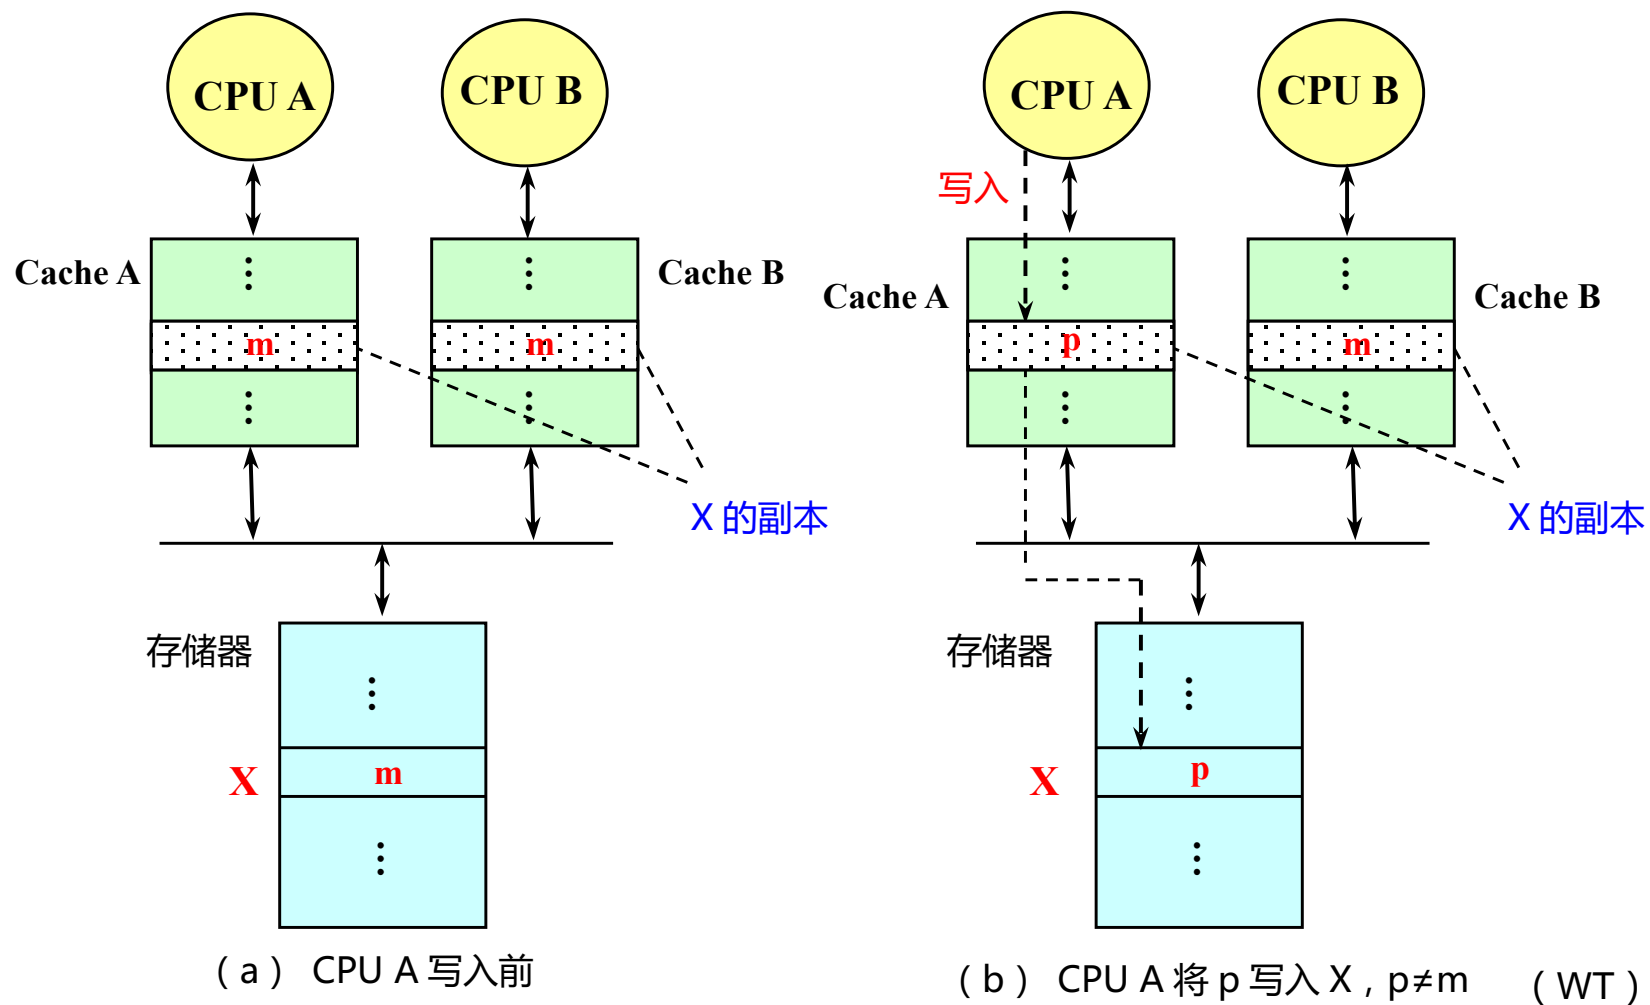 CPU A
CPU B
Cache A
Cache B
m
m
X 的副本
存储器
X
m
（a） CPU A 写入前
CPU A
CPU B
写入
Cache A
Cache B
p
m
X 的副本
存储器
X
p
（b） CPU A 将 p 写入 X，p≠m （WT）